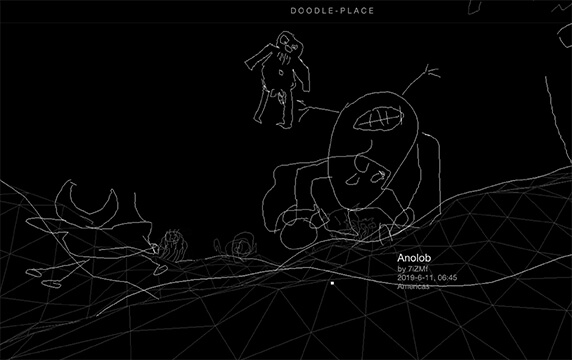 DOODLE-PLACE
Anolob
by 7iZMf
2019-6-11, 06:45
Americas